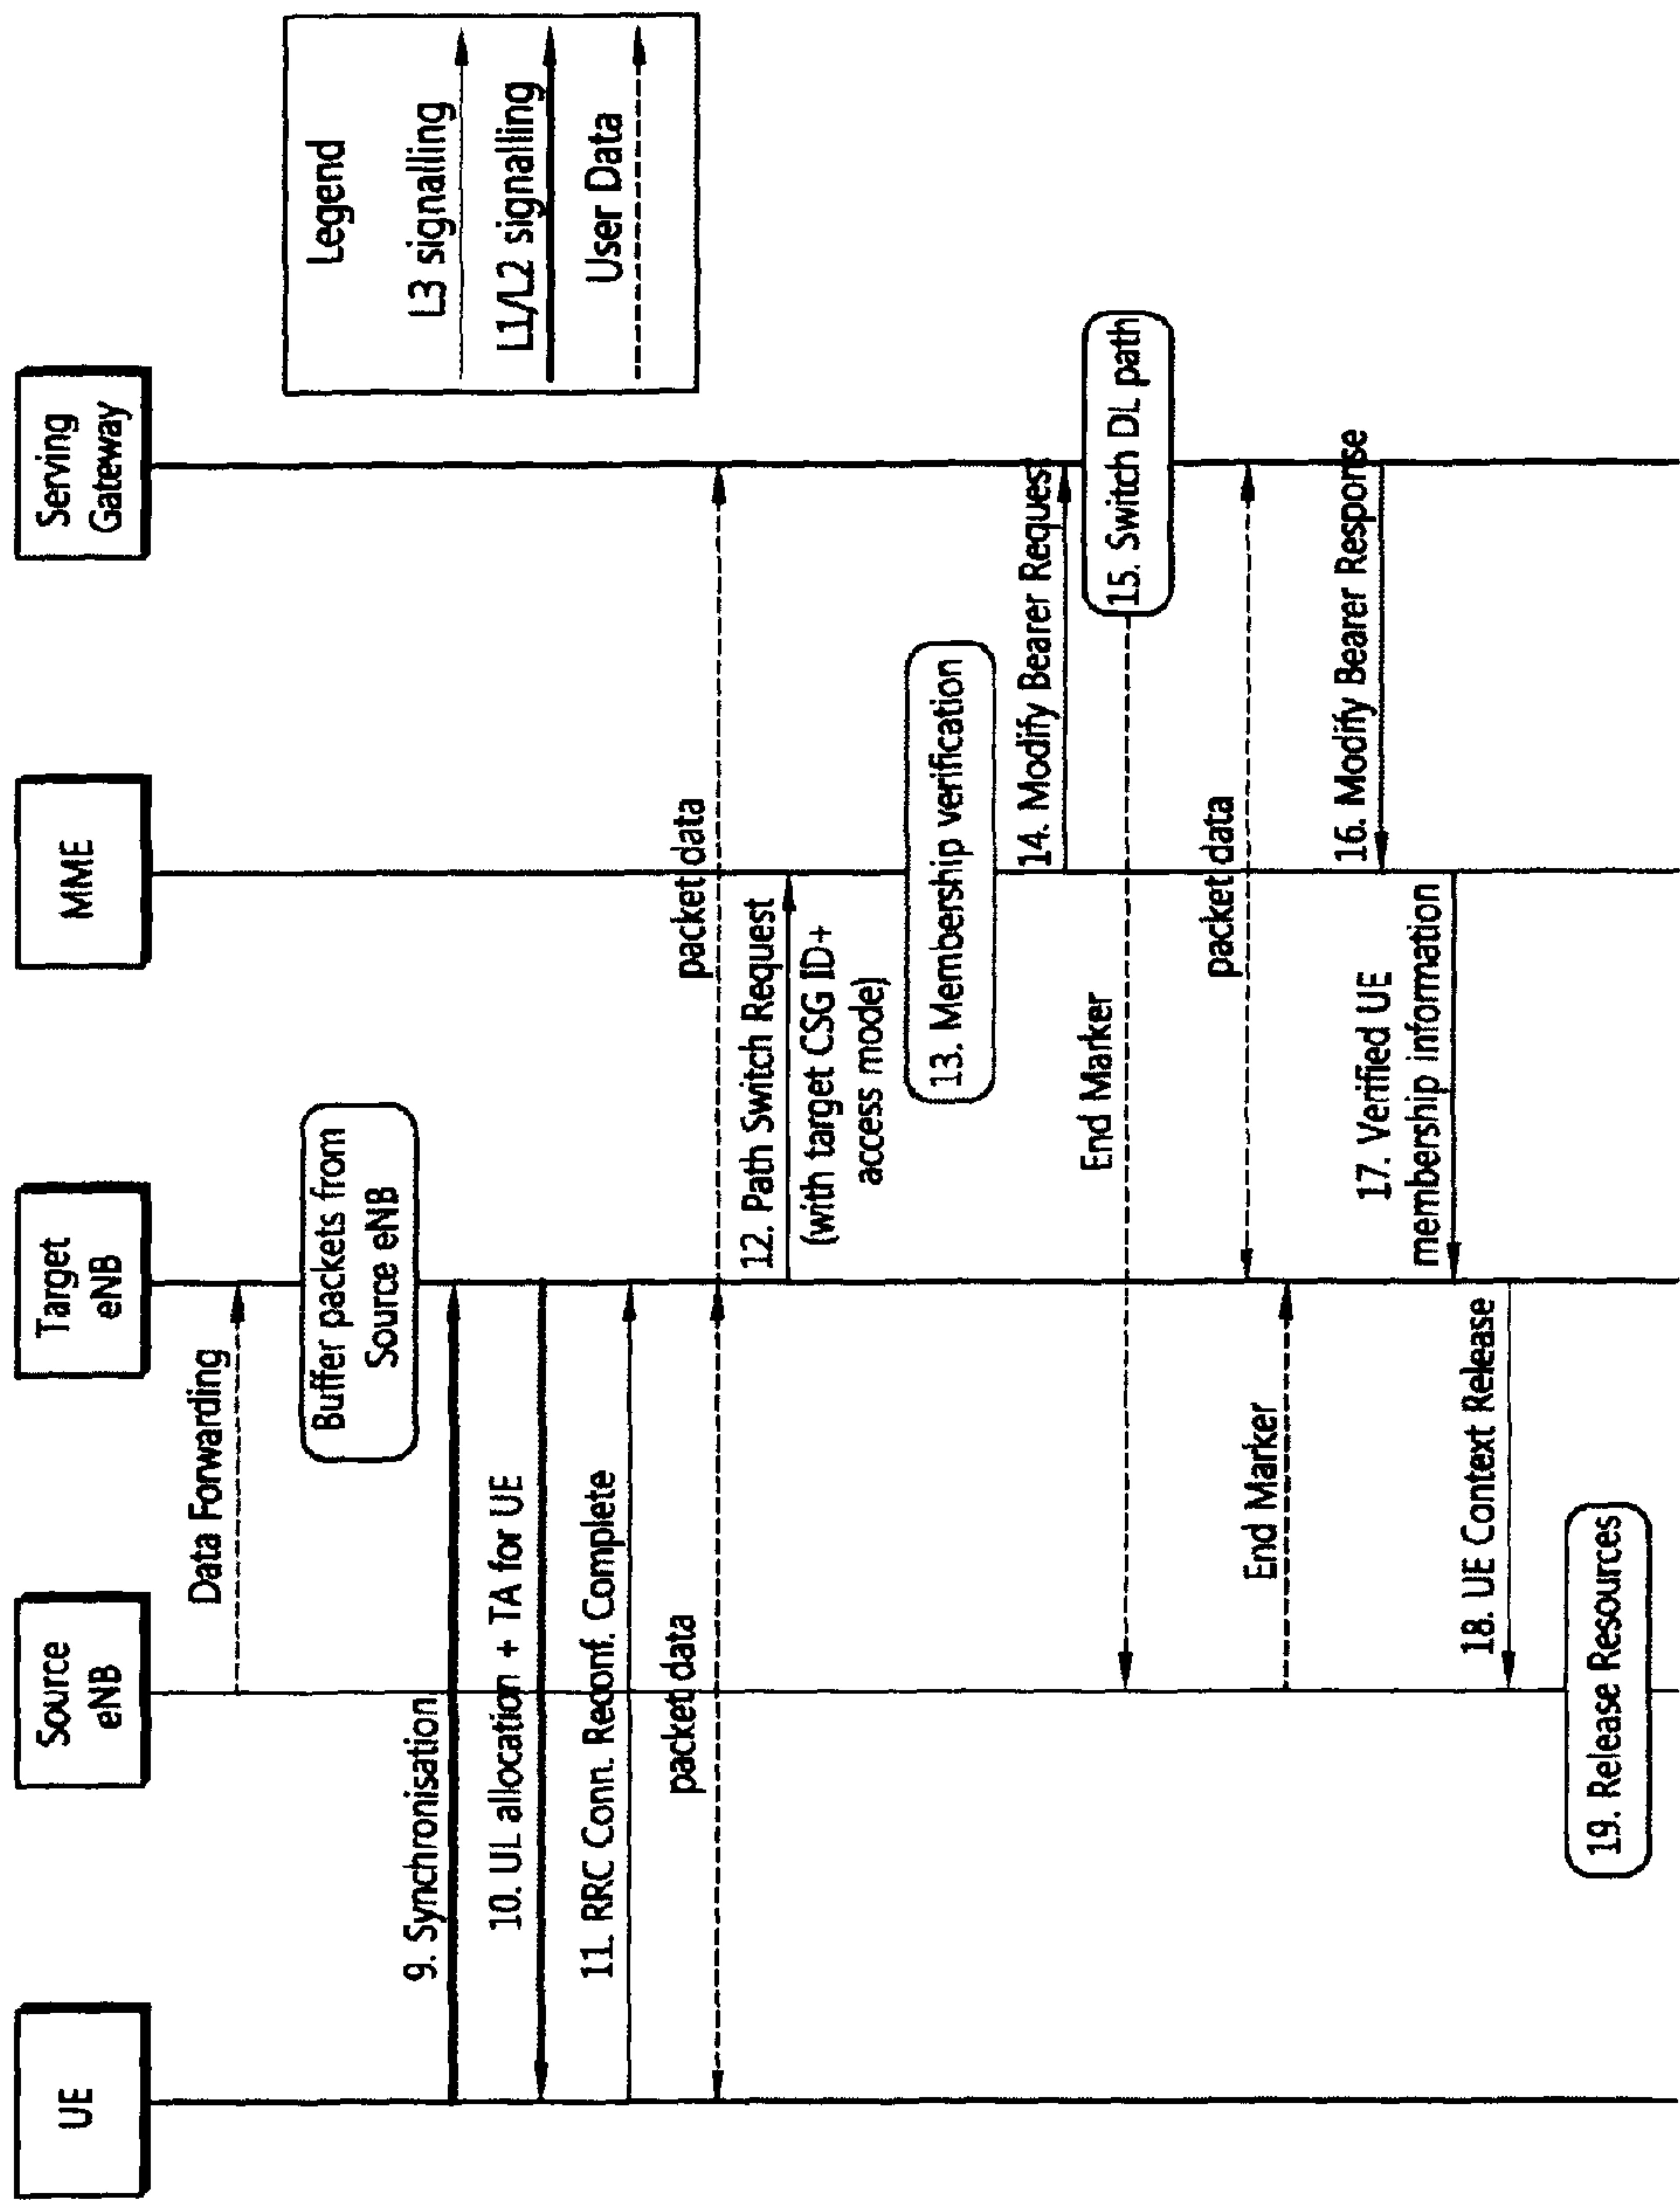 UE
Source
eNB
Target
eNB
MME
Serving
Gateway
Legend
L3 signalling
L1/L2 signalling
User Data
Data Forwarding
Buffer packets from
Source eNB
9. Synchronisation
10. UL allocation + TA for UE
11. RRC Conn. Reconf. Complete
packet data
packet data
12. Path Switch Request
(with target CSG ID+
access mode)
13. Membership verification
14. Modify Bearer Reques
15. Switch DL path
End Marker
packet data
End Marker
16. Modify Bearer Response
17. Verified UE
membership information
18. UE Context Release
19. Release Resources